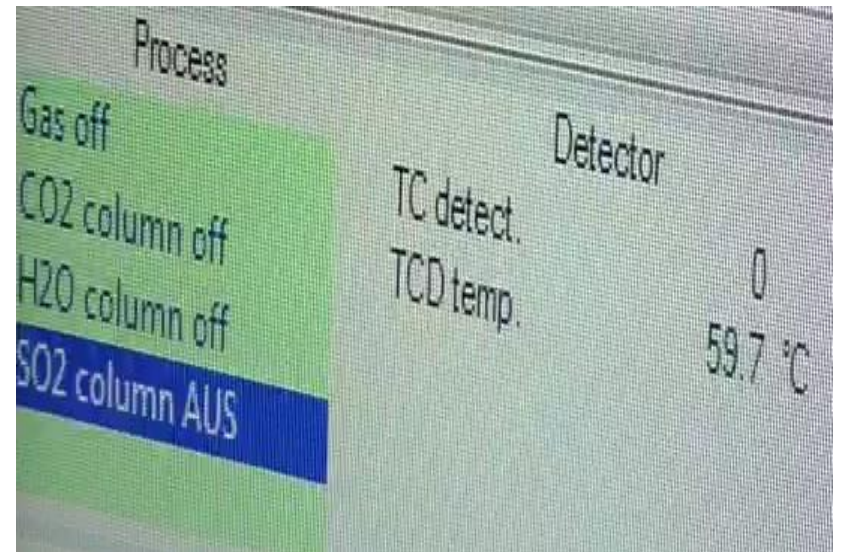 Process
Gas off
CO2 column off
H2O column off
SO2 column AUS
Detector
TC detect. 0
TCD temp. 59.7 °C